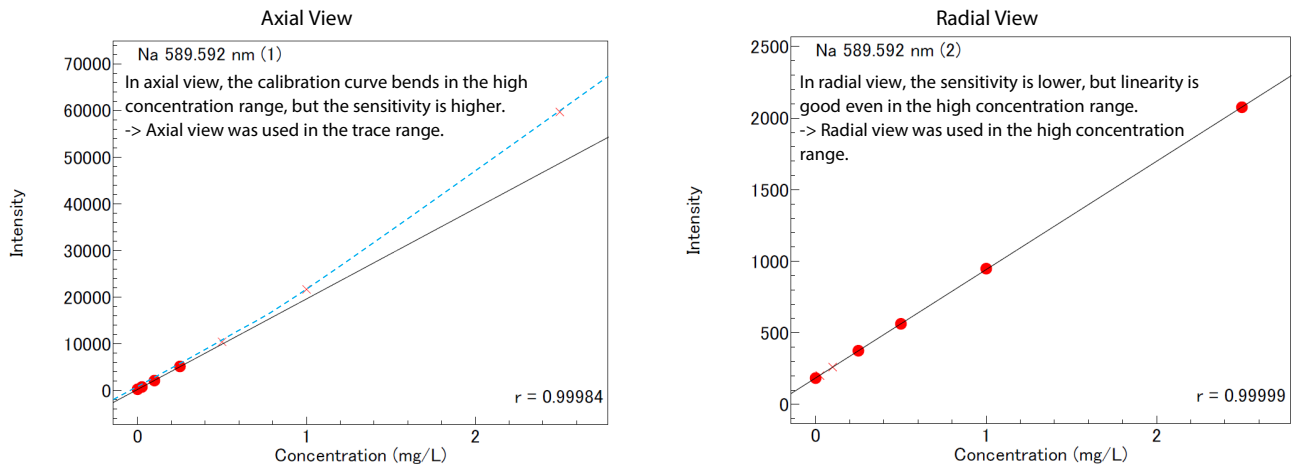 Axial View
Na 589.592 nm (1)
In axial view, the calibration curve bends in the high
concentration range, but the sensitivity is higher.
-> Axial view was used in the trace range.
70000
60000
50000
40000
30000
20000
10000
0
Intensity
r = 0.99984
0
1
2
Concentration (mg/L)
Radial View
Na 589.592 nm (2)
In radial view, the sensitivity is lower, but linearity is
good even in the high concentration range.
-> Radial view was used in the high concentration
range.
2500
2000
1500
1000
500
0
Intensity
r = 0.99999
0
1
2
Concentration (mg/L)